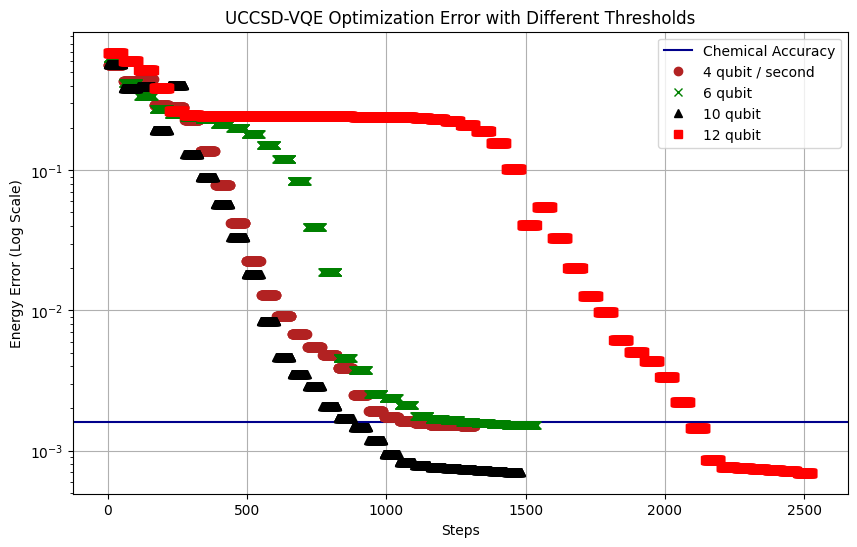 UCCSD-VQE Optimization Error with Different Thresholds
Chemical Accuracy
4 qubit / second
6 qubit
10 qubit
12 qubit
Energy Error (Log Scale)
10⁻¹
10⁻²
10⁻³
0 500 1000 1500 2000 2500
Steps